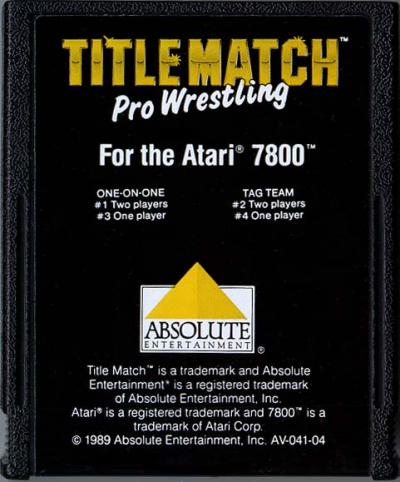 TITLE MATCH™
Pro Wrestling
For the Atari® 7800™
ONE-ON-ONE
#1 Two players
#3 One player
TAG TEAM
#2 Two players
#4 One player
ABSOLUTE
ENTERTAINMENT®
Title Match™ is a trademark and Absolute
Entertainment® is a registered trademark
of Absolute Entertainment, Inc.
Atari® is a registered trademark and 7800™ is a
trademark of Atari Corp.
© 1989 Absolute Entertainment, Inc. AV-041-04